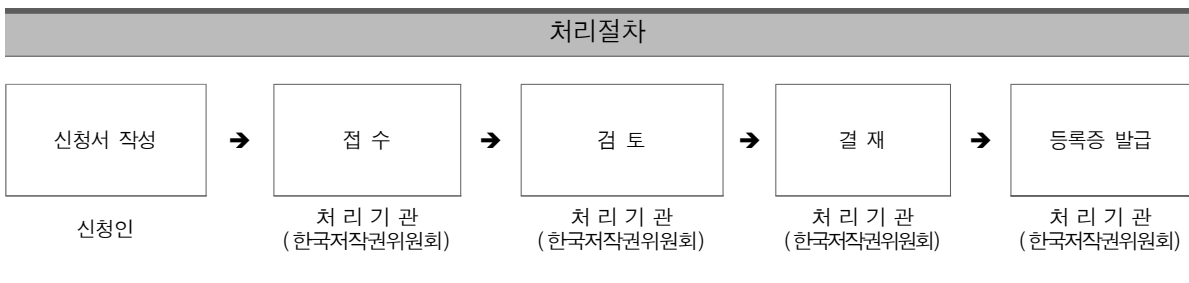 처리절차
신청서 작성 ➔ 접 수 ➔ 검 토 ➔ 결 재 ➔ 등록증 발급
신청인
처 리 기 관
(한국저작권위원회)
처 리 기 관
(한국저작권위원회)
처 리 기 관
(한국저작권위원회)
처 리 기 관
(한국저작권위원회)